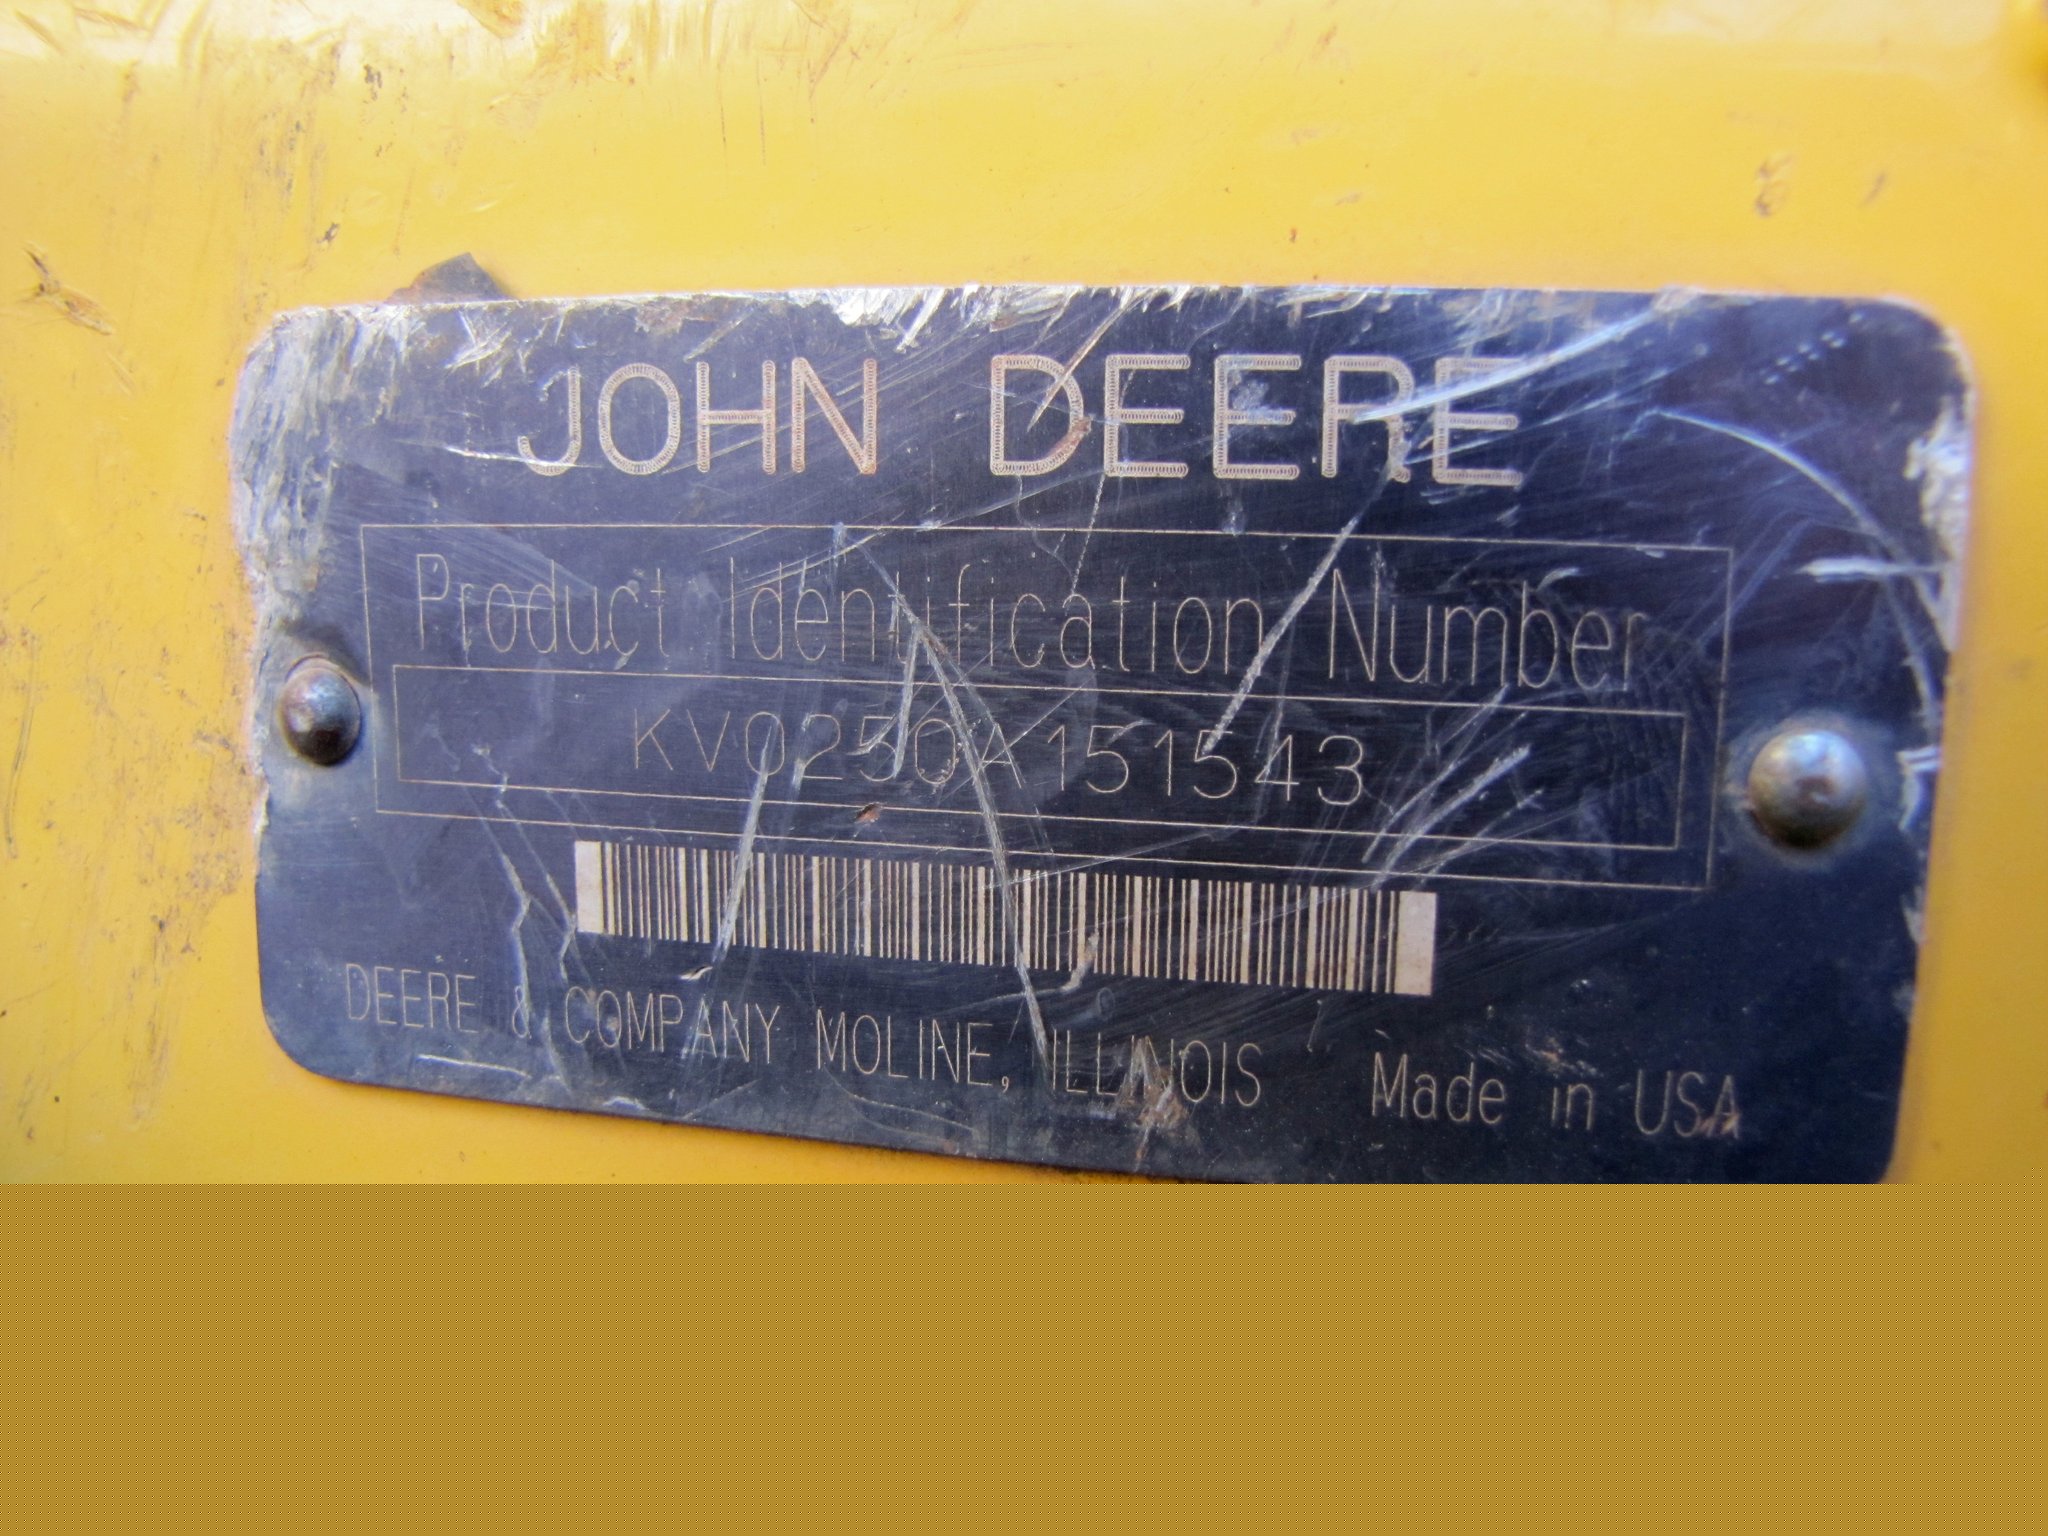 JOHN DEERE
Product Identification Number
KV0250A151543
DEERE & COMPANY MOLINE, ILLINOIS Made in USA